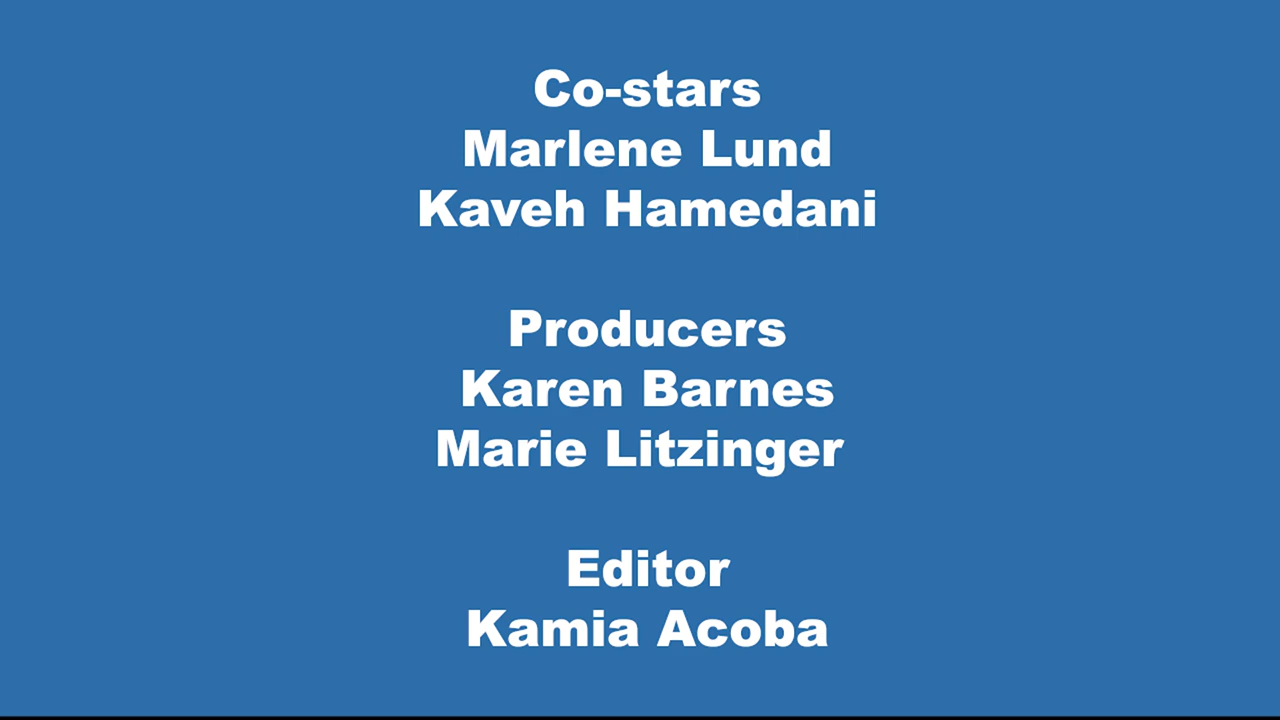 Co-stars
Marlene Lund
Kaveh Hamedani
Producers
Karen Barnes
Marie Litzinger
Editor
Kamia Acoba